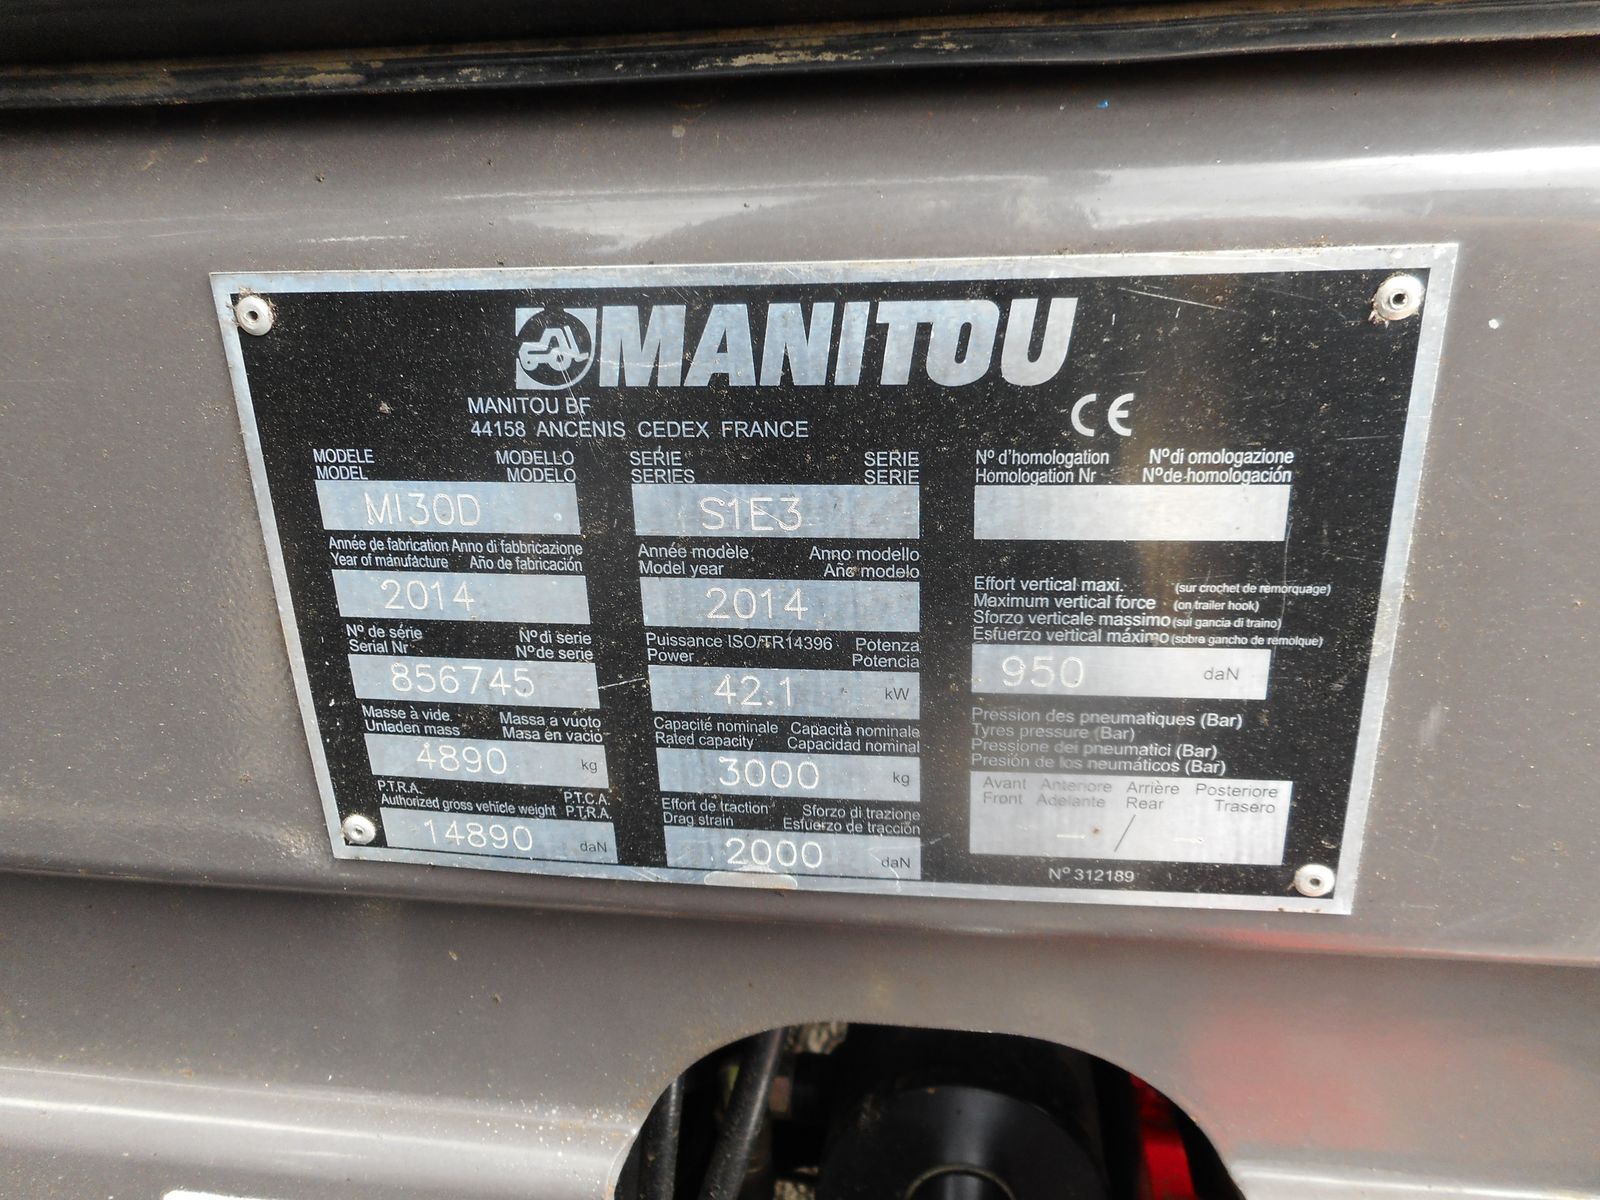 MANITOU
MANITOU BF
44158 ANCENIS CEDEX FRANCE
CE
MODELE MODELLO
MODEL MODELO
MI30D
Année de fabrication Anno di fabbricazione
Year of manufacture Año de fabricación
2014
Nº de série Nº di serie
Serial Nr Nº de serie
856745
Masse à vide Massa a vuoto
Unladen mass Masa en vacio
4890 kg
P.T.R.A. P.T.C.A.
Authorized gross vehicle weight P.T.R.A.
14890 daN
SERIE SERIE
SERIES SERIE
S1E3
Année modèle Anno modello
Model year Año modelo
2014
Puissance ISO/TR14396 Potenza
Power Potencia
42.1 kW
Capacité nominale Capacità nominale
Rated capacity Capacidad nominal
3000 kg
Effort de traction Sforzo di trazione
Drag strain Esfuerzo de tracción
2000 daN
Nº d'homologation Nº di omologazione
Homologation Nr Nº de homologación
Effort vertical maxi. (sur crochet de remorquage)
Maximum vertical force (on trailer hook)
Sforzo verticale massimo (sul gancia di traino)
Esfuerzo vertical máximo (sobre gancho de remolque)
950 daN
Pression des pneumatiques (Bar)
Tyres pressure (Bar)
Pressione dei pneumatici (Bar)
Presión de los neumáticos (Bar)
Avant Anteriore Arrière Posteriore
Front Adelante Rear Trasero
– / –
Nº 312189